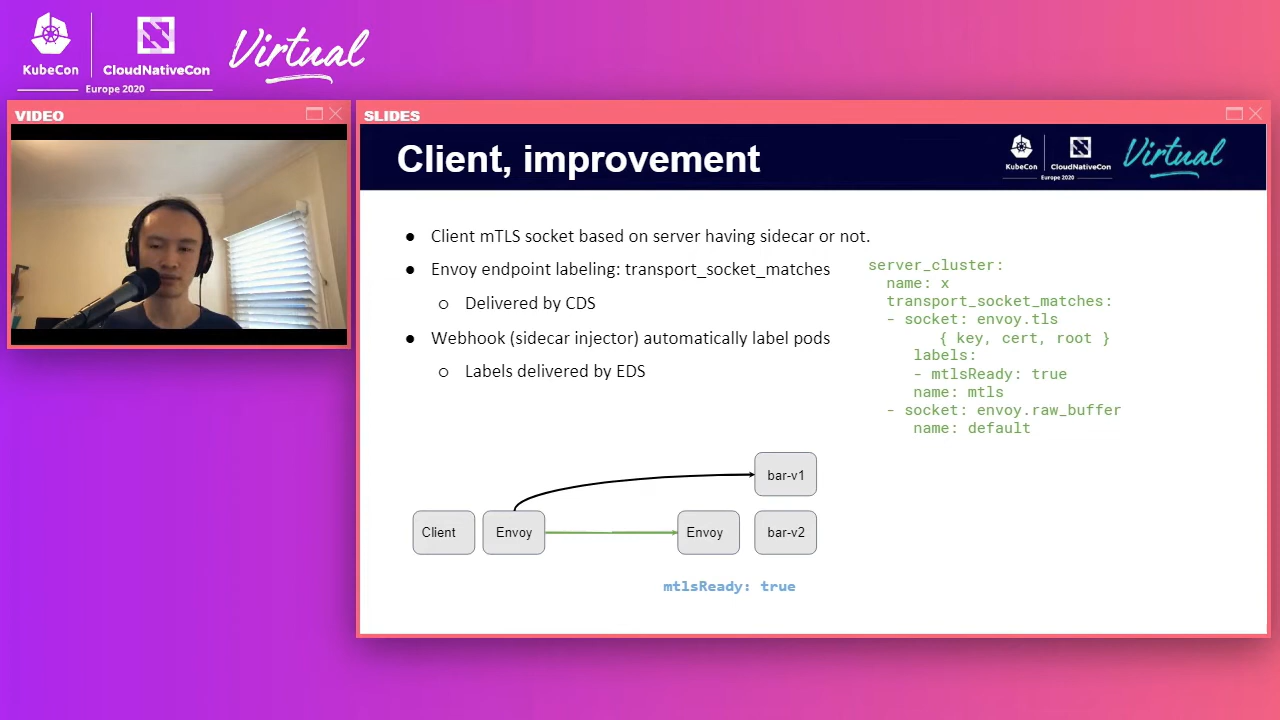 KubeCon
CloudNativeCon
Virtual
Europe 2020
VIDEO
SLIDES
Client, improvement
KubeCon
CloudNativeCon
Virtual
Europe 2020
● Client mTLS socket based on server having sidecar or not.
● Envoy endpoint labeling: transport_socket_matches
○ Delivered by CDS
● Webhook (sidecar injector) automatically label pods
○ Labels delivered by EDS
server_cluster:
name: x
transport_socket_matches:
- socket: envoy.tls
{ key, cert, root }
labels:
- mtlsReady: true
name: mtls
- socket: envoy.raw_buffer
name: default
bar-v1
Client
Envoy
Envoy
bar-v2
mtlsReady: true